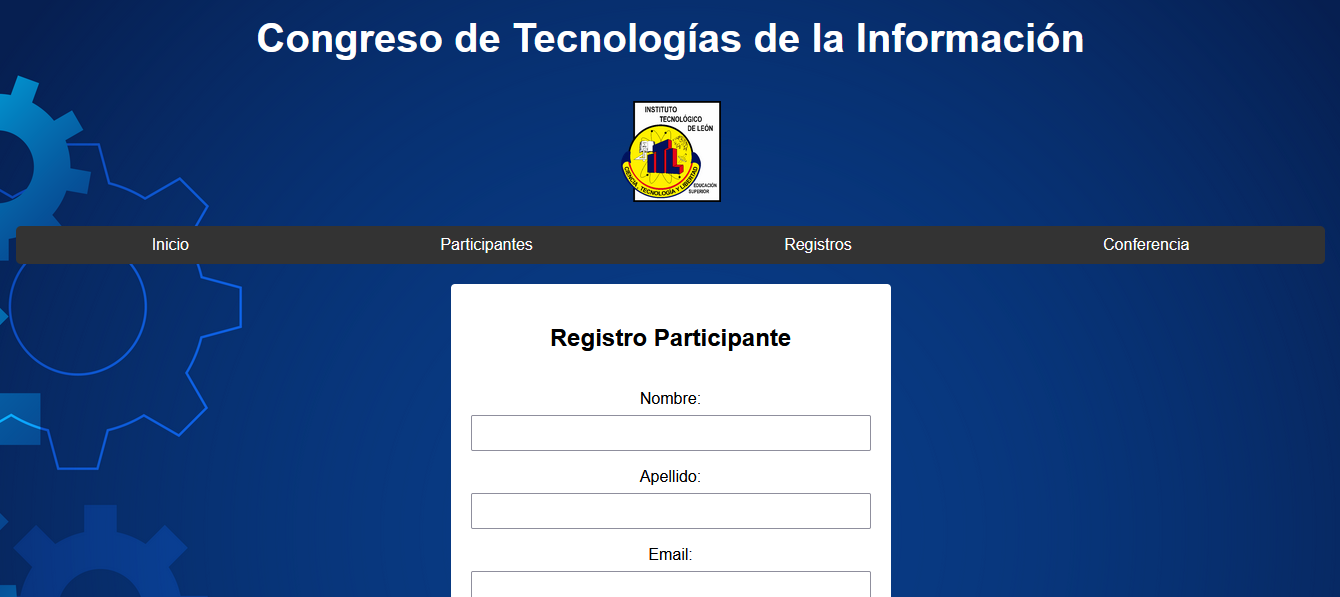 Congreso de Tecnologías de la Información
INSTITUTO
TECNOLÓGICO
DE LEÓN
CIENCIA, TECNOLOGIA Y LIBERTAD
EDUCACIÓN
SUPERIOR
Inicio Participantes Registros Conferencia
Registro Participante
Nombre:
Apellido:
Email: